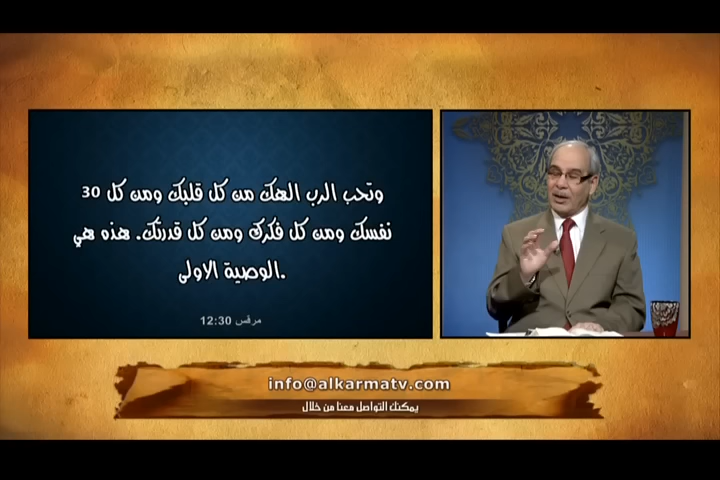 30 وتحب الرب الهك من كل قلبك ومن كل
نفسك ومن كل فكرك ومن كل قدرتك. هذه هي
الوصية الاولى.
مرقس 12:30
info@alkarmatv.com
يمكنك التواصل معنا من خلال